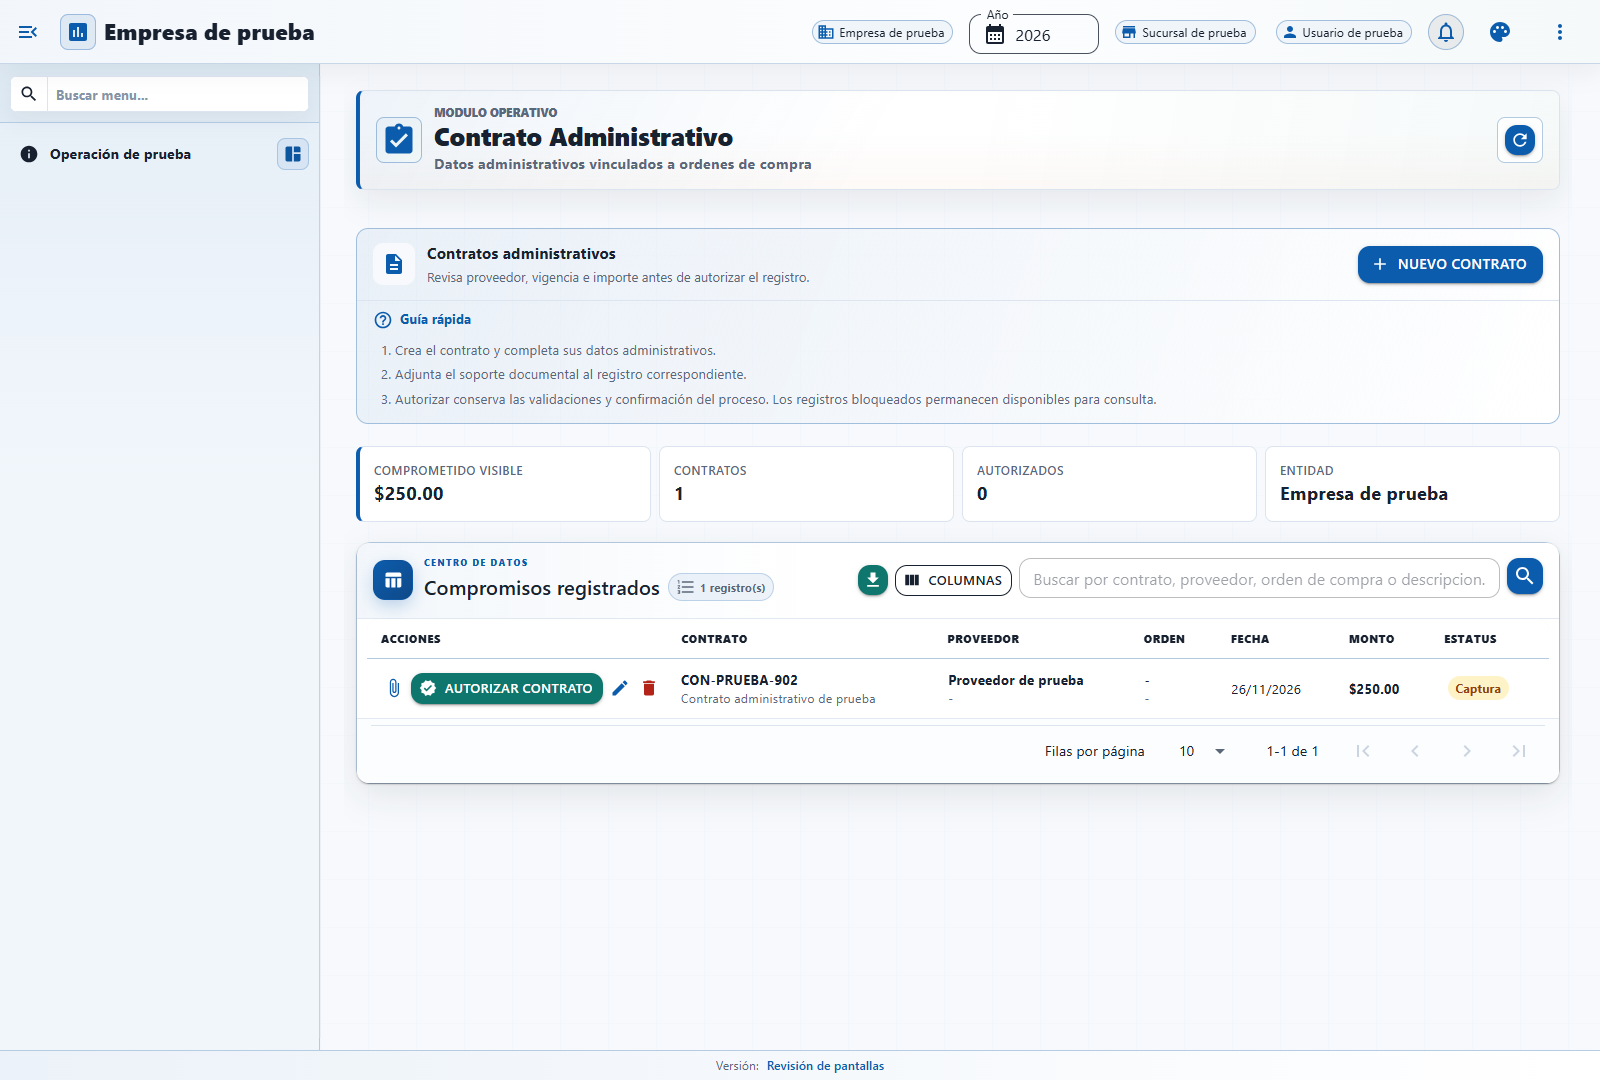 Empresa de prueba
Empresa de prueba
Año
2026
Sucursal de prueba
Usuario de prueba
Buscar menu...
Operación de prueba
MODULO OPERATIVO
Contrato Administrativo
Datos administrativos vinculados a ordenes de compra
Contratos administrativos
Revisa proveedor, vigencia e importe antes de autorizar el registro.
NUEVO CONTRATO
Guía rápida
1. Crea el contrato y completa sus datos administrativos.
2. Adjunta el soporte documental al registro correspondiente.
3. Autorizar conserva las validaciones y confirmación del proceso. Los registros bloqueados permanecen disponibles para consulta.
COMPROMETIDO VISIBLE
$250.00
CONTRATOS
1
AUTORIZADOS
0
ENTIDAD
Empresa de prueba
CENTRO DE DATOS
Compromisos registrados
1 registro(s)
COLUMNAS
Buscar por contrato, proveedor, orden de compra o descripcion.
ACCIONES CONTRATO PROVEEDOR ORDEN FECHA MONTO ESTATUS
AUTORIZAR CONTRATO
CON-PRUEBA-902
Contrato administrativo de prueba
Proveedor de prueba
-
-
-
26/11/2026
$250.00
Captura
Filas por página 10 1-1 de 1
Versión: Revisión de pantallas